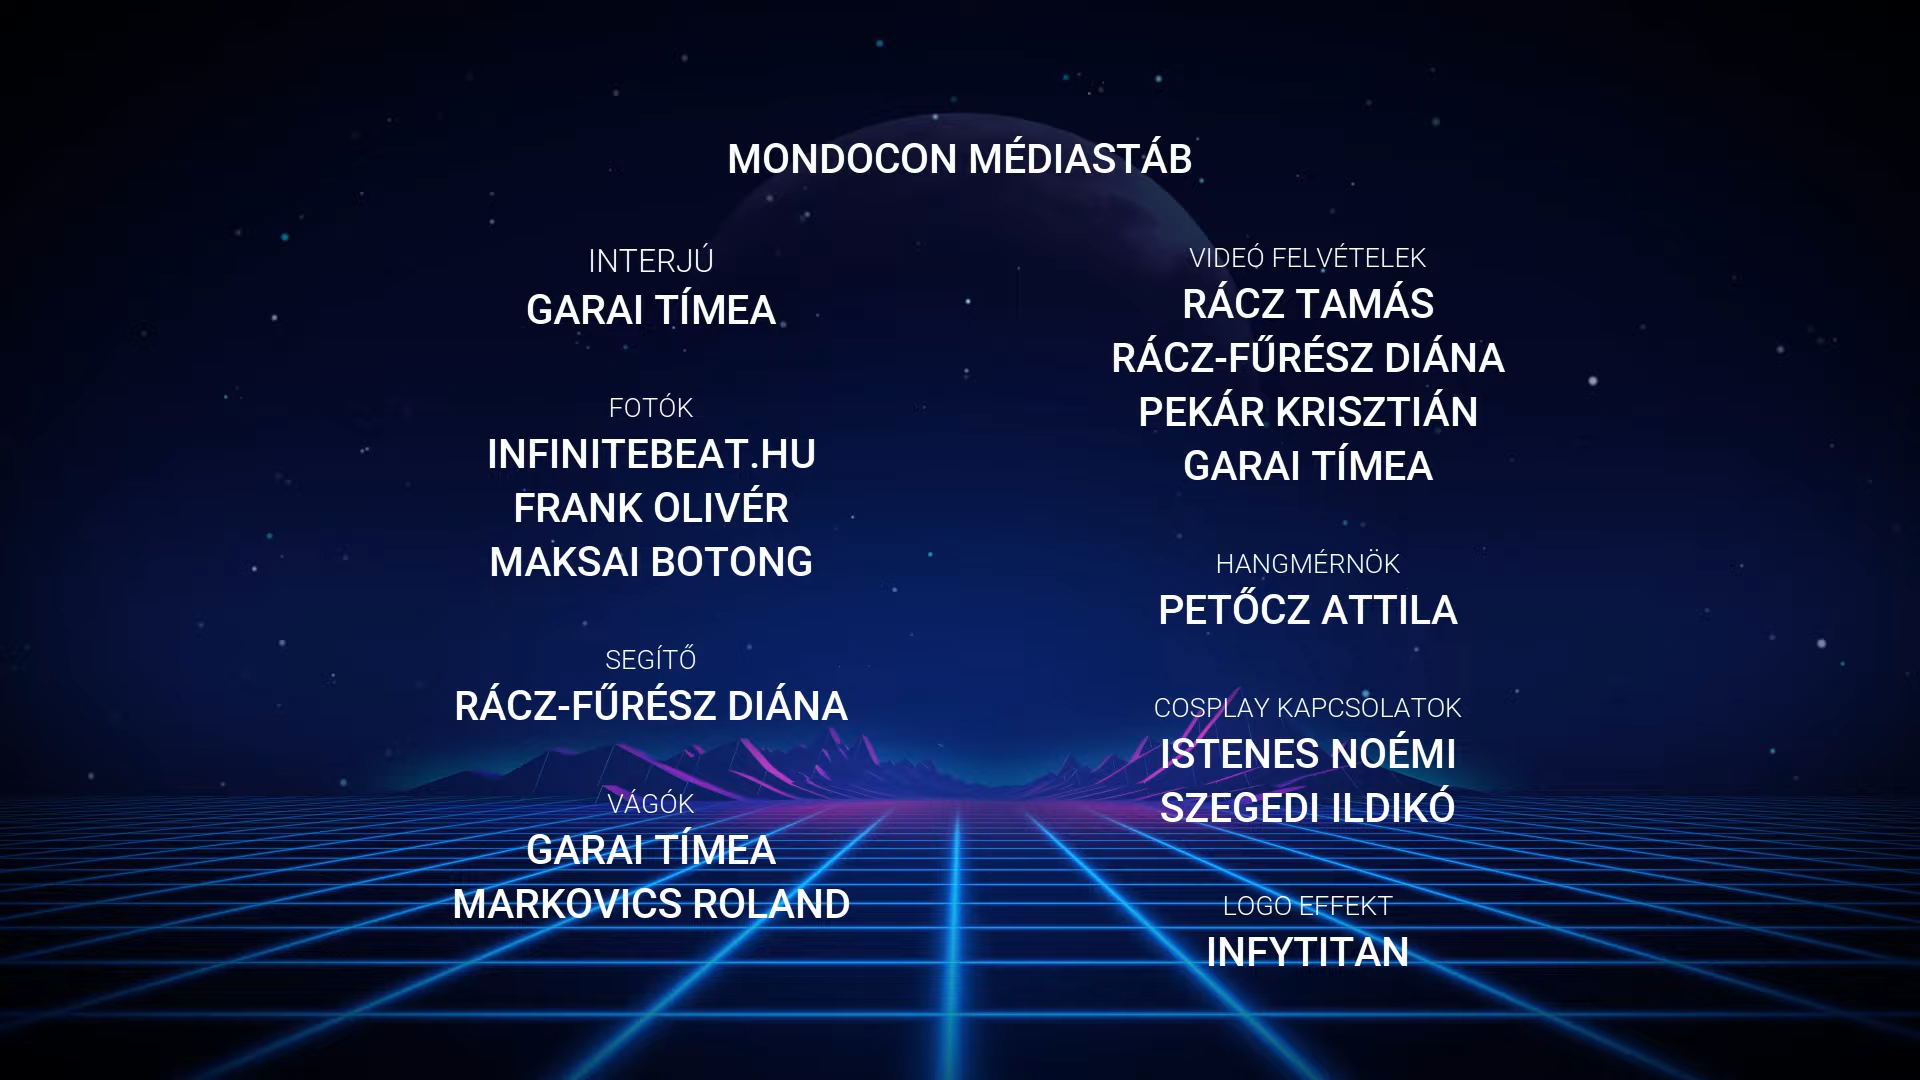 MONDOCON MÉDIASTÁB
INTERJÚ
GARAI TÍMEA
FOTÓK
INFINITEBEAT.HU
FRANK OLIVÉR
MAKSAI BOTONG
SEGÍTŐ
RÁCZ-FŰRÉSZ DIÁNA
VÁGÓK
GARAI TÍMEA
MARKOVICS ROLAND
VIDEÓ FELVÉTELEK
RÁCZ TAMÁS
RÁCZ-FŰRÉSZ DIÁNA
PEKÁR KRISZTIÁN
GARAI TÍMEA
HANGMÉRNÖK
PETŐCZ ATTILA
COSPLAY KAPCSOLATOK
ISTENES NOÉMI
SZEGEDI ILDIKÓ
LOGO EFFEKT
INFYTITAN